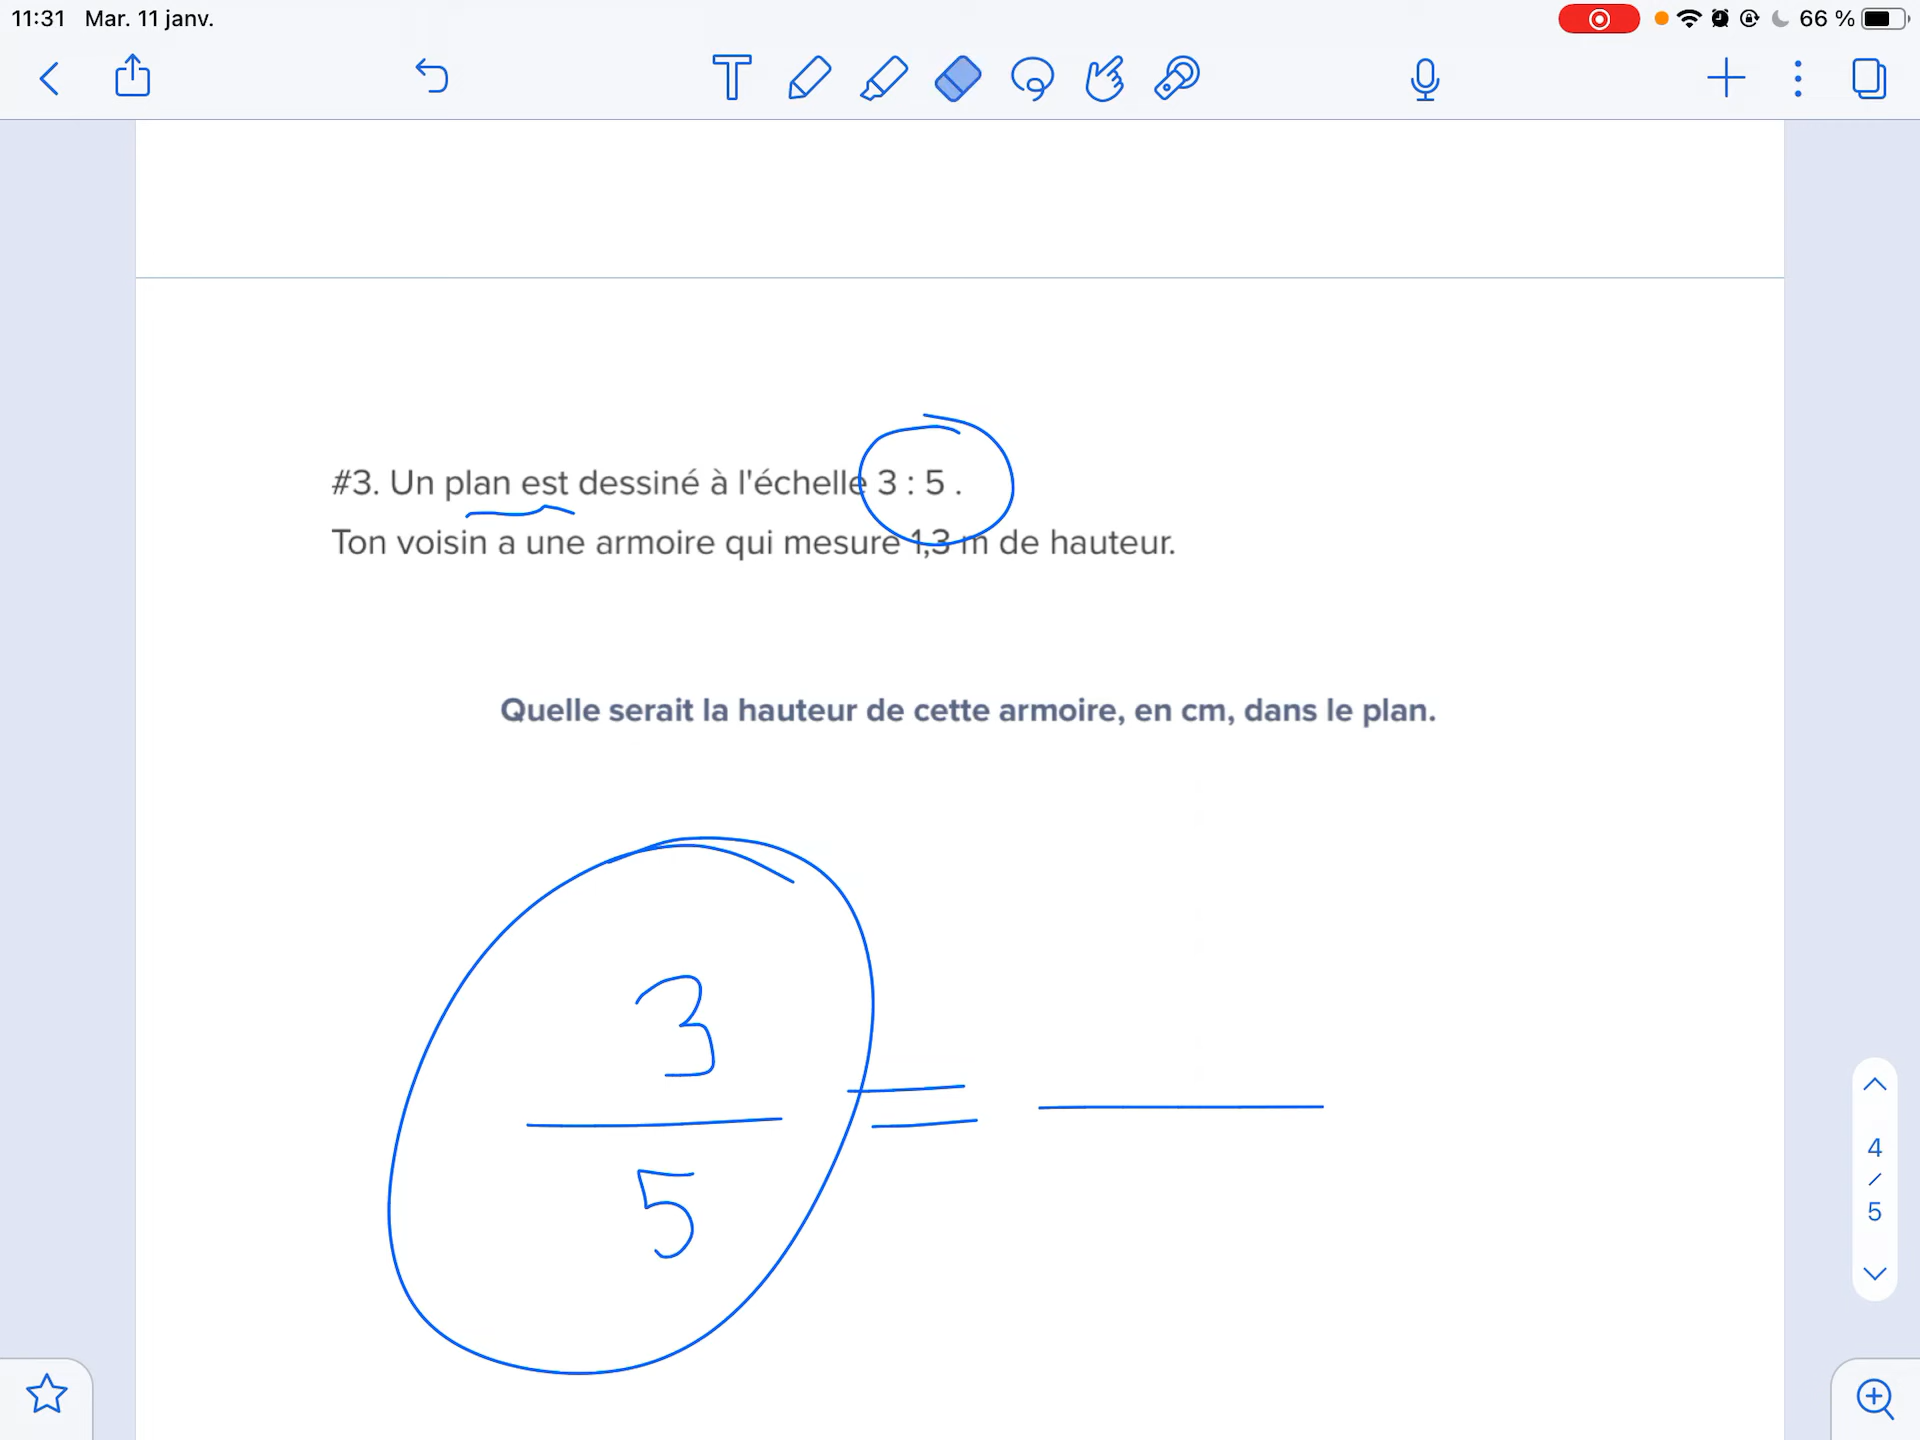 11:31 Mar. 11 janv. 66 %
T
#3. Un plan est dessiné à l'échelle 3 : 5 .
Ton voisin a une armoire qui mesure 1,3 m de hauteur.
Quelle serait la hauteur de cette armoire, en cm, dans le plan.
3
=
5
4
/
5